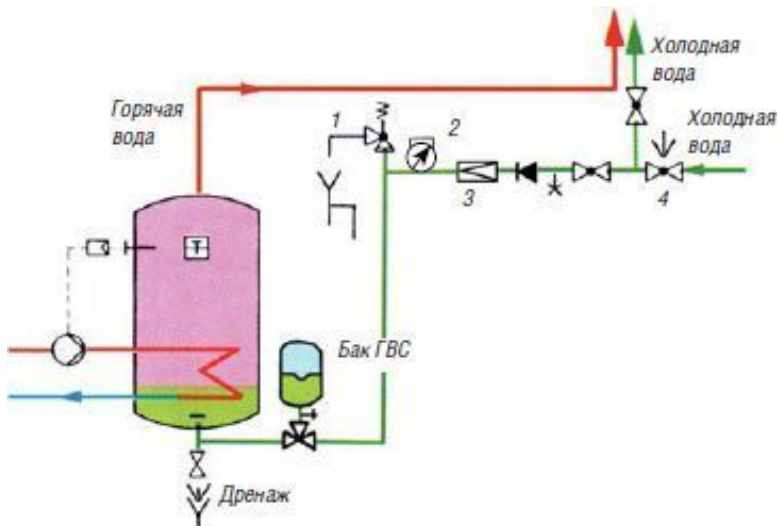 Холодная
вода
Горячая
вода
1
2
Холодная
вода
3
4
T
Бак ГВС
Дренаж